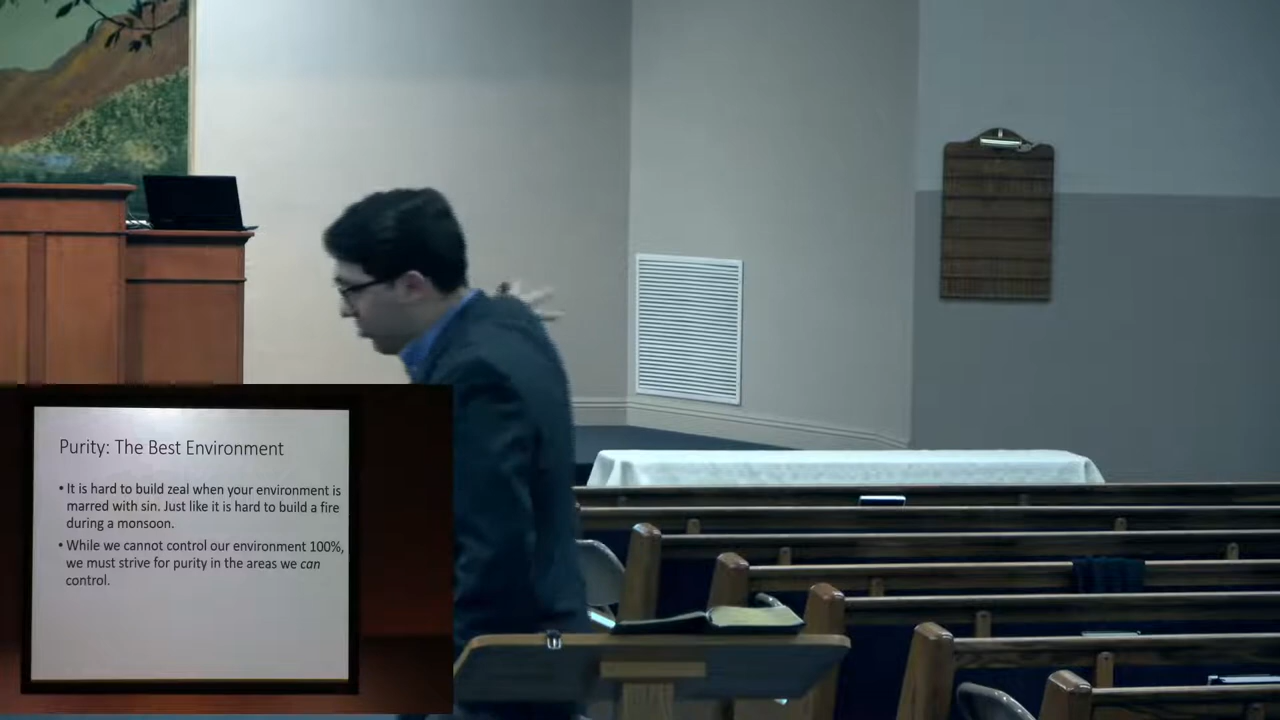 Purity: The Best Environment
• It is hard to build zeal when your environment is
marred with sin. Just like it is hard to build a fire
during a monsoon.
• While we cannot control our environment 100%,
we must strive for purity in the areas we can
control.